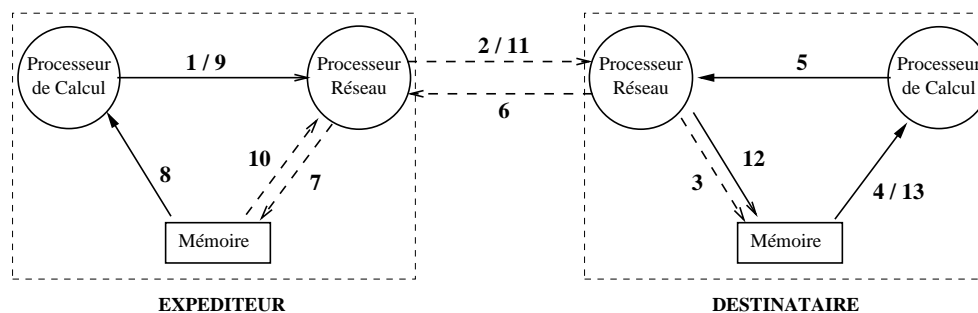 Processeur
de Calcul
1 / 9
Processeur
Réseau
2 / 11
6
Processeur
Réseau
5
Processeur
de Calcul
8
10
7
Mémoire
3
12
4 / 13
Mémoire
EXPEDITEUR
DESTINATAIRE